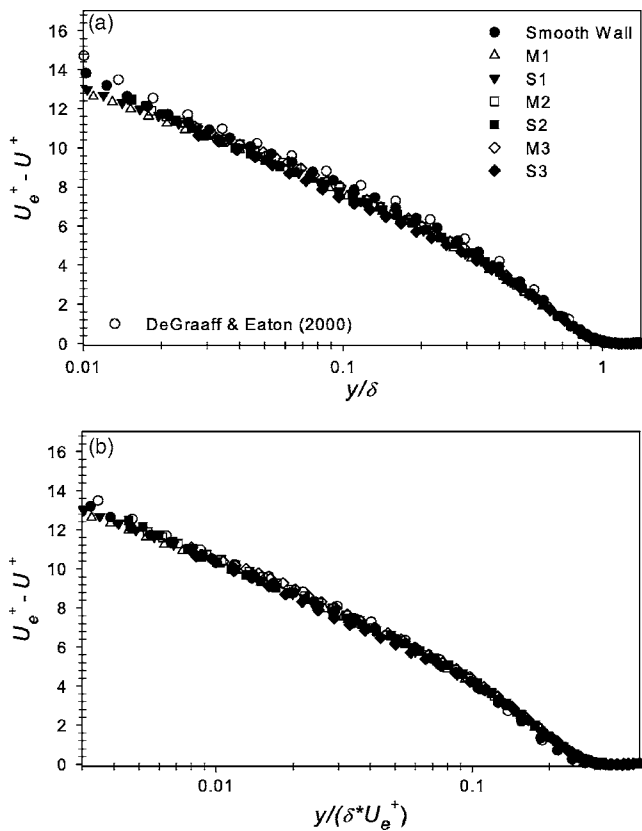 (a)
16
14
12
10
8
6
4
2
0
U_e^+ - U^+
Smooth Wall
M1
S1
M2
S2
M3
S3
DeGraaff & Eaton (2000)
0.01
0.1
1
y/δ
(b)
16
14
12
10
8
6
4
2
0
U_e^+ - U^+
0.01
0.1
y/(δ*U_e^+)